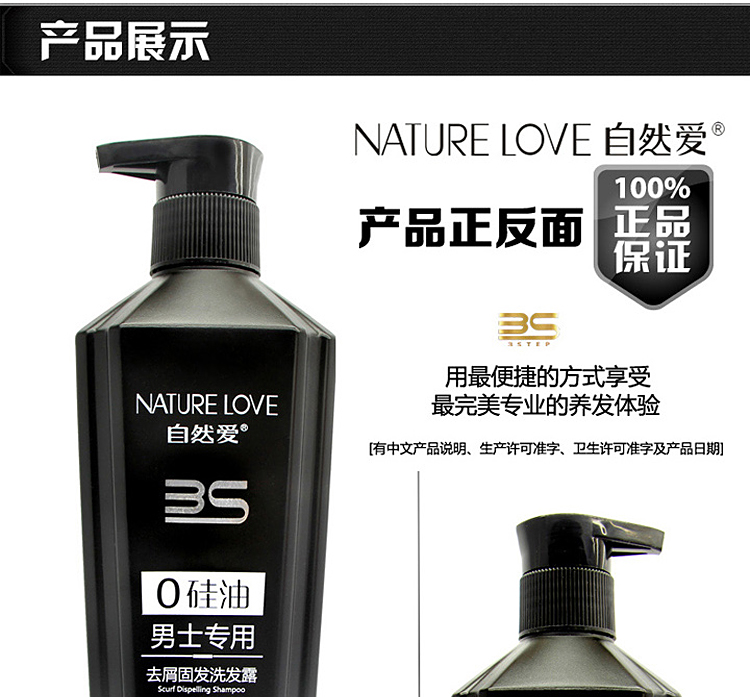 产品展示
NATURE LOVE 自然爱®
产品正反面
100%
正品
保证
3S
3STEP
用最便捷的方式享受
最完美专业的养发体验
[有中文产品说明、生产许可准字、卫生许可准字及产品日期]
NATURE LOVE
自然爱®
3S
0硅油
男士专用
去屑固发洗发露
Scurf Dispelling Shampoo